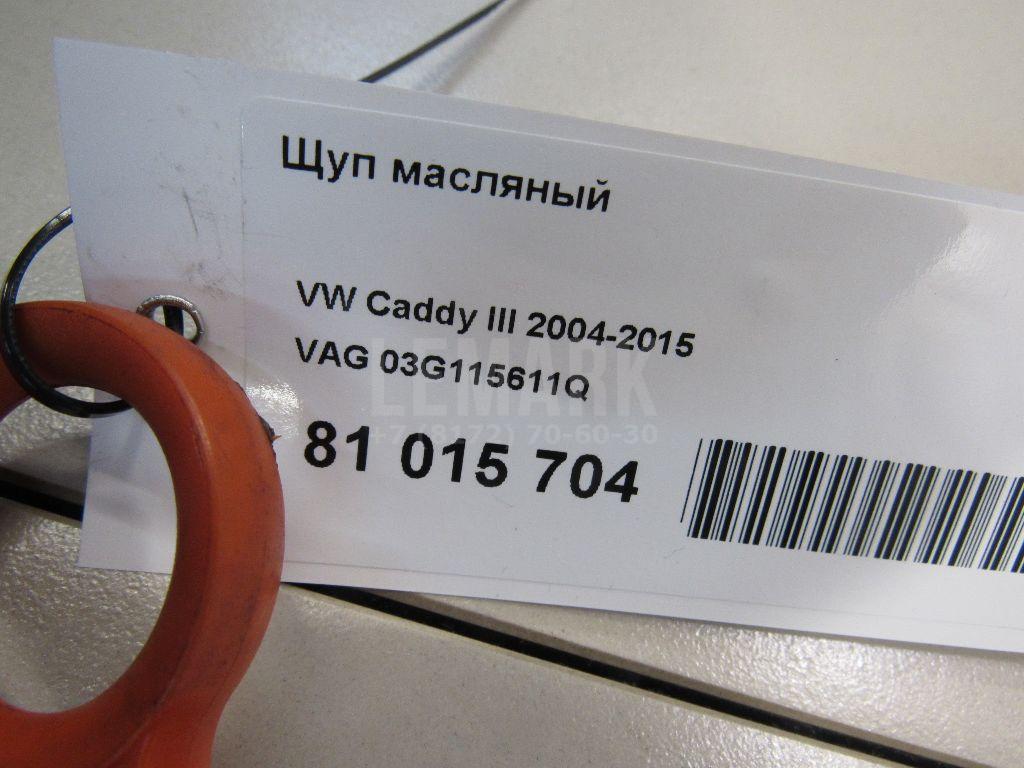 Щуп масляный
VW Caddy III 2004-2015
VAG 03G115611Q
LEMARK
+7 (8172) 70-60-30
81 015 704